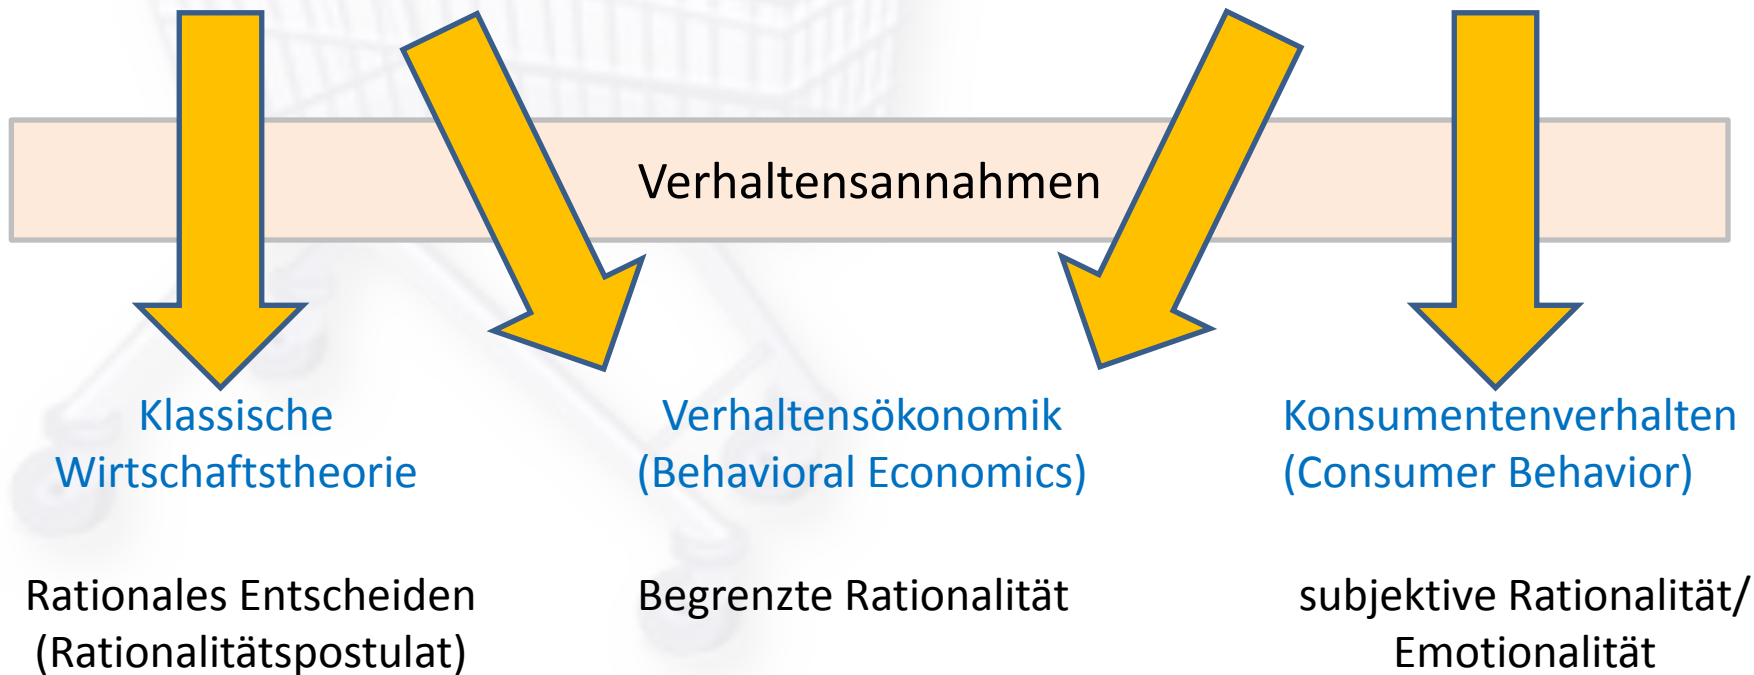 Verhaltensannahmen
Klassische
Wirtschaftstheorie
Verhaltensökonomik
(Behavioral Economics)
Konsumentenverhalten
(Consumer Behavior)
Rationales Entscheiden
(Rationalitätspostulat)
Begrenzte Rationalität
subjektive Rationalität/
Emotionalität